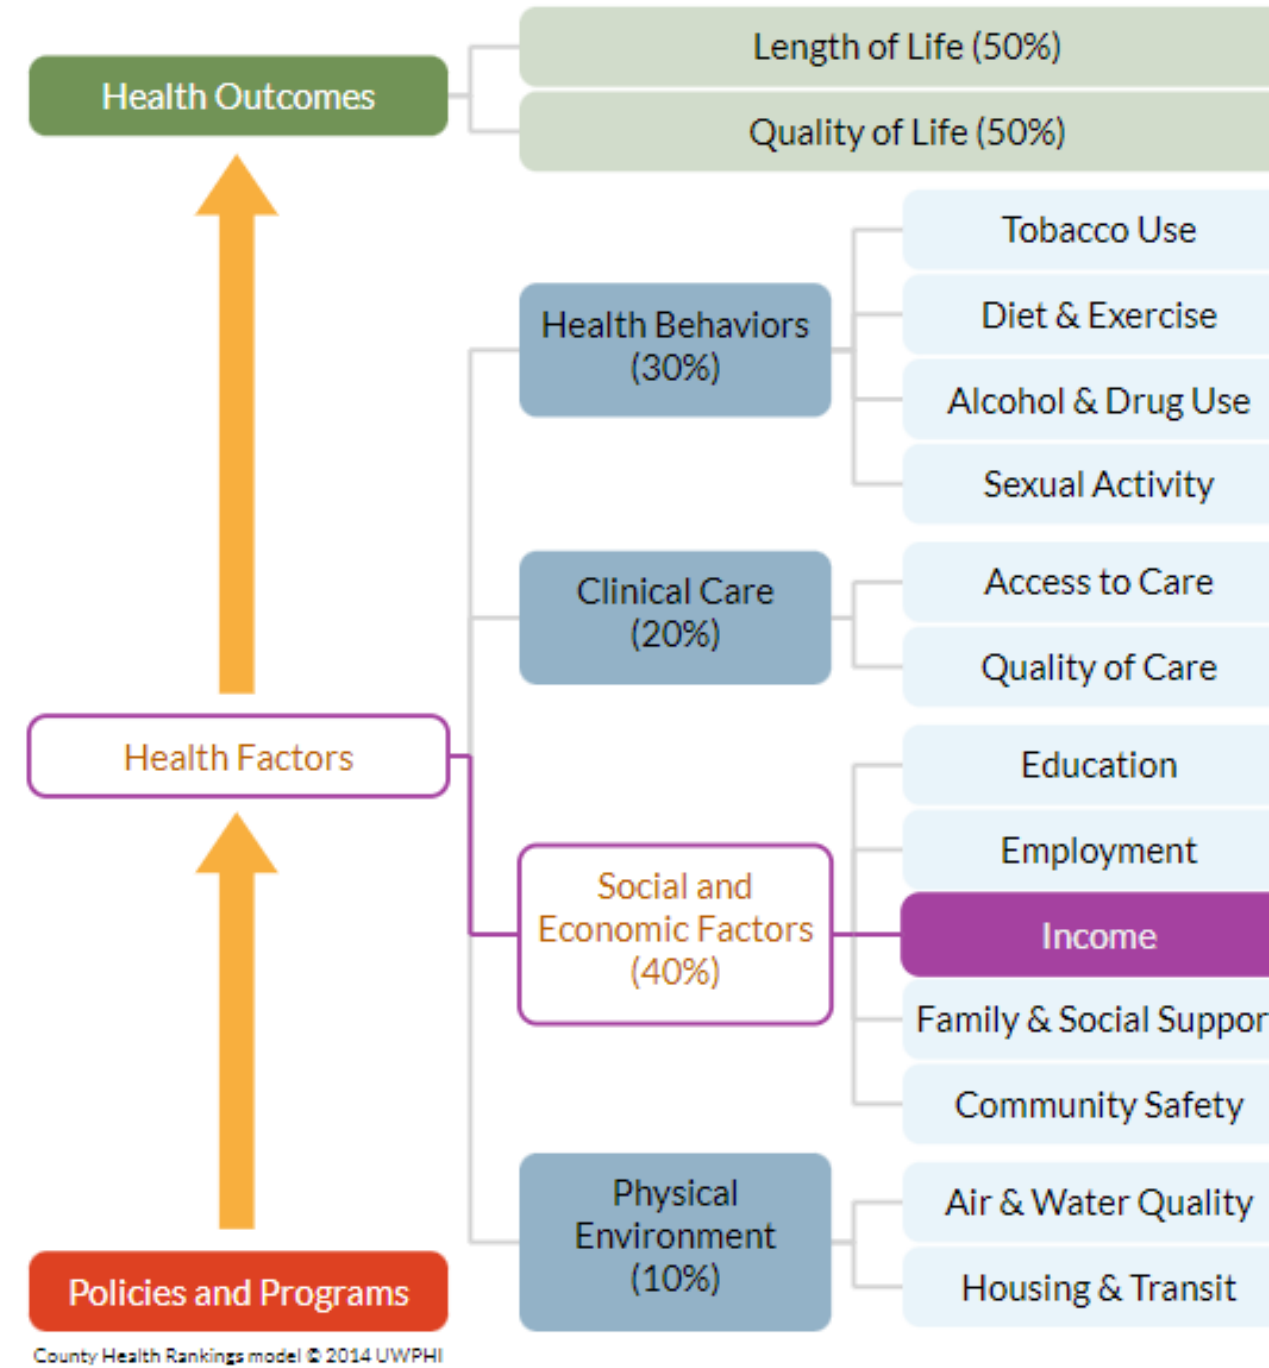 Length of Life (50%)
Health Outcomes
Quality of Life (50%)
Tobacco Use
Health Behaviors
(30%)
Diet & Exercise
Alcohol & Drug Use
Sexual Activity
Clinical Care
(20%)
Access to Care
Quality of Care
Health Factors
Education
Employment
Social and
Economic Factors
(40%)
Income
Family & Social Suppor
Community Safety
Physical
Environment
(10%)
Air & Water Quality
Housing & Transit
Policies and Programs
County Health Rankings model © 2014 UWPHI